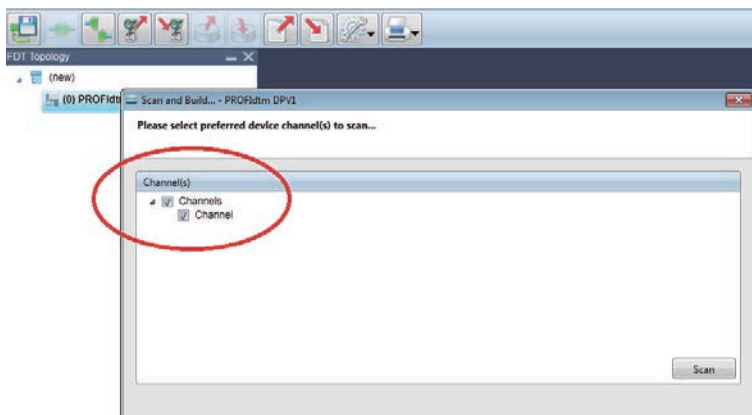 FDT Topology
(new)
(0) PROFIdt
Scan and Build... - PROFIdtm DPV1
Please select preferred device channel(s) to scan...
Channel(s)
Channels
Channel
Scan